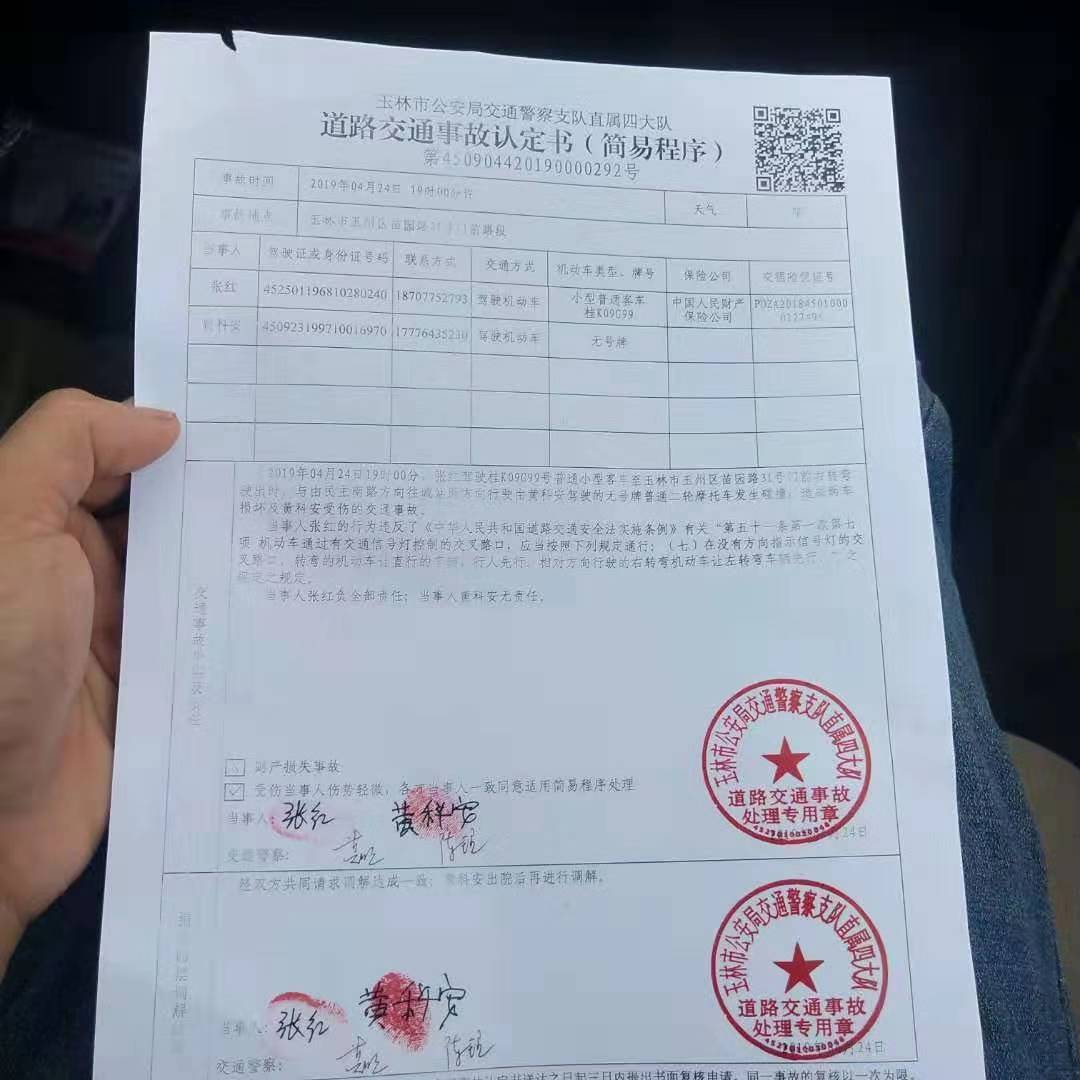 玉林市公安局交通警察支队直属四大队
道路交通事故认定书（简易程序）
第450904420190000292号
事故时间 2019年04月24日 19时00分许 天气
事故地点 玉林市玉州区苗园路31号门前路段
当事人 驾驶证或身份证号码 联系方式 交通方式 机动车类型、牌号 保险公司 交强险凭证号
张红 452501196810280240 18707752793 驾驶机动车 小型普通客车 桂K09G99 中国人民财产保险公司 PDZA201845010000
黄科安 450923199710016970 17776435230 驾驶机动车 无号牌
2019年04月24日19时00分，张红驾驶桂K09G99号普通小型客车至玉林市玉州区苗园路31号门前右转弯
驶出时，与由民主南路方向往城站路方向行驶由黄科安驾驶的无号牌普通二轮摩托车发生碰撞，造成两车
损坏及黄科安受伤的交通事故。
当事人张红的行为违反了《中华人民共和国道路交通安全法实施条例》有关“第五十一条第一款第七
项 机动车通过有交通信号灯控制的交叉路口，应当按照下列规定通行：（七）在没有方向指示信号灯的交
叉路口，转弯的机动车让直行的车辆、行人先行。相对方向行驶的右转弯机动车让左转弯车辆先行。”之
规定之规定。
当事人张红负全部责任；当事人黄科安无责任。
交通事故事实及责任
财产损失事故
受伤当事人伤势轻微，各方当事人一致同意适用简易程序处理
当事人：张红 黄科安
交通警察：
玉林市公安局交通警察支队直属四大队
道路交通事故
处理专用章
24日
经双方共同请求调解达成一致：黄科安出院后再进行调解。
当事人：张红 黄科安
交通警察：
玉林市公安局交通警察支队直属四大队
道路交通事故
处理专用章
24日
送达之日起三日内提出书面复核申请，同一事故的复核以一次为限。